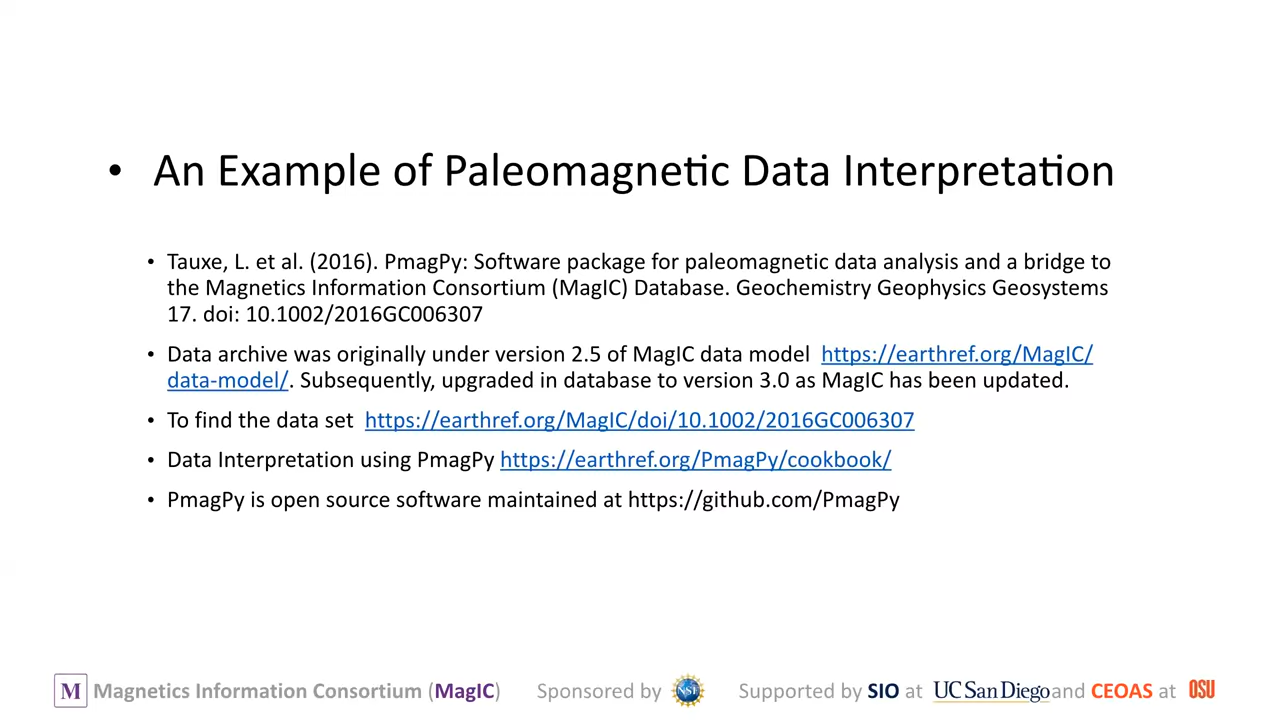 • An Example of Paleomagnetic Data Interpretation
• Tauxe, L. et al. (2016). PmagPy: Software package for paleomagnetic data analysis and a bridge to
the Magnetics Information Consortium (MagIC) Database. Geochemistry Geophysics Geosystems
17. doi: 10.1002/2016GC006307
• Data archive was originally under version 2.5 of MagIC data model https://earthref.org/MagIC/
data-model/. Subsequently, upgraded in database to version 3.0 as MagIC has been updated.
• To find the data set https://earthref.org/MagIC/doi/10.1002/2016GC006307
• Data Interpretation using PmagPy https://earthref.org/PmagPy/cookbook/
• PmagPy is open source software maintained at https://github.com/PmagPy
M Magnetics Information Consortium (MagIC) Sponsored by NSF Supported by SIO at UC San Diego and CEOAS at OSU